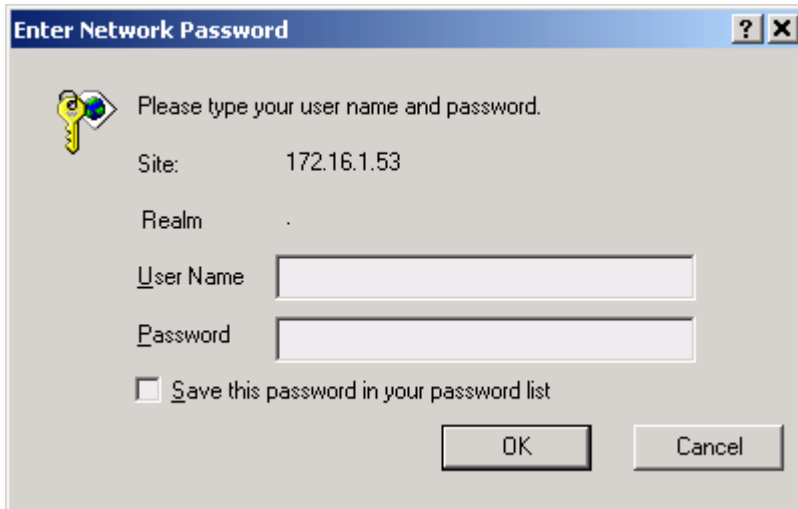 Enter Network Password
Please type your user name and password.
Site: 172.16.1.53
Realm .
User Name
Password
Save this password in your password list
OK Cancel